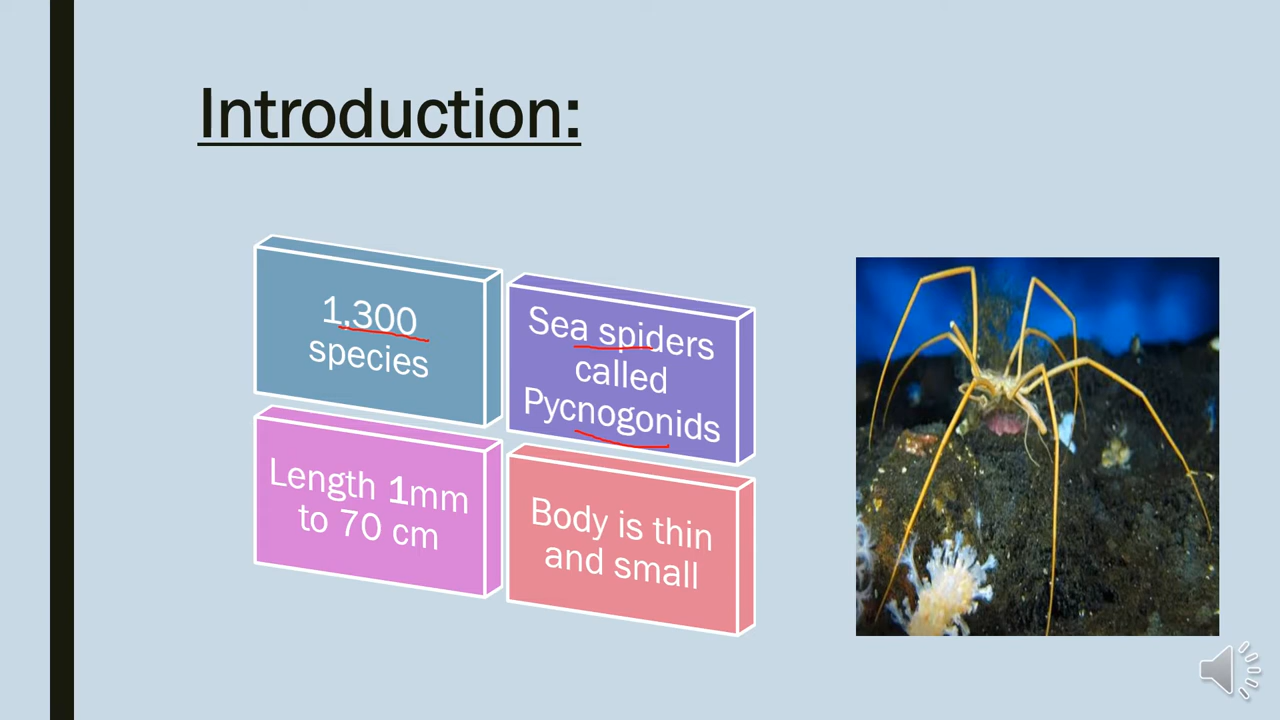 Introduction:
1,300
species
Sea spiders
called
Pycnogonids
Length 1mm
to 70 cm
Body is thin
and small